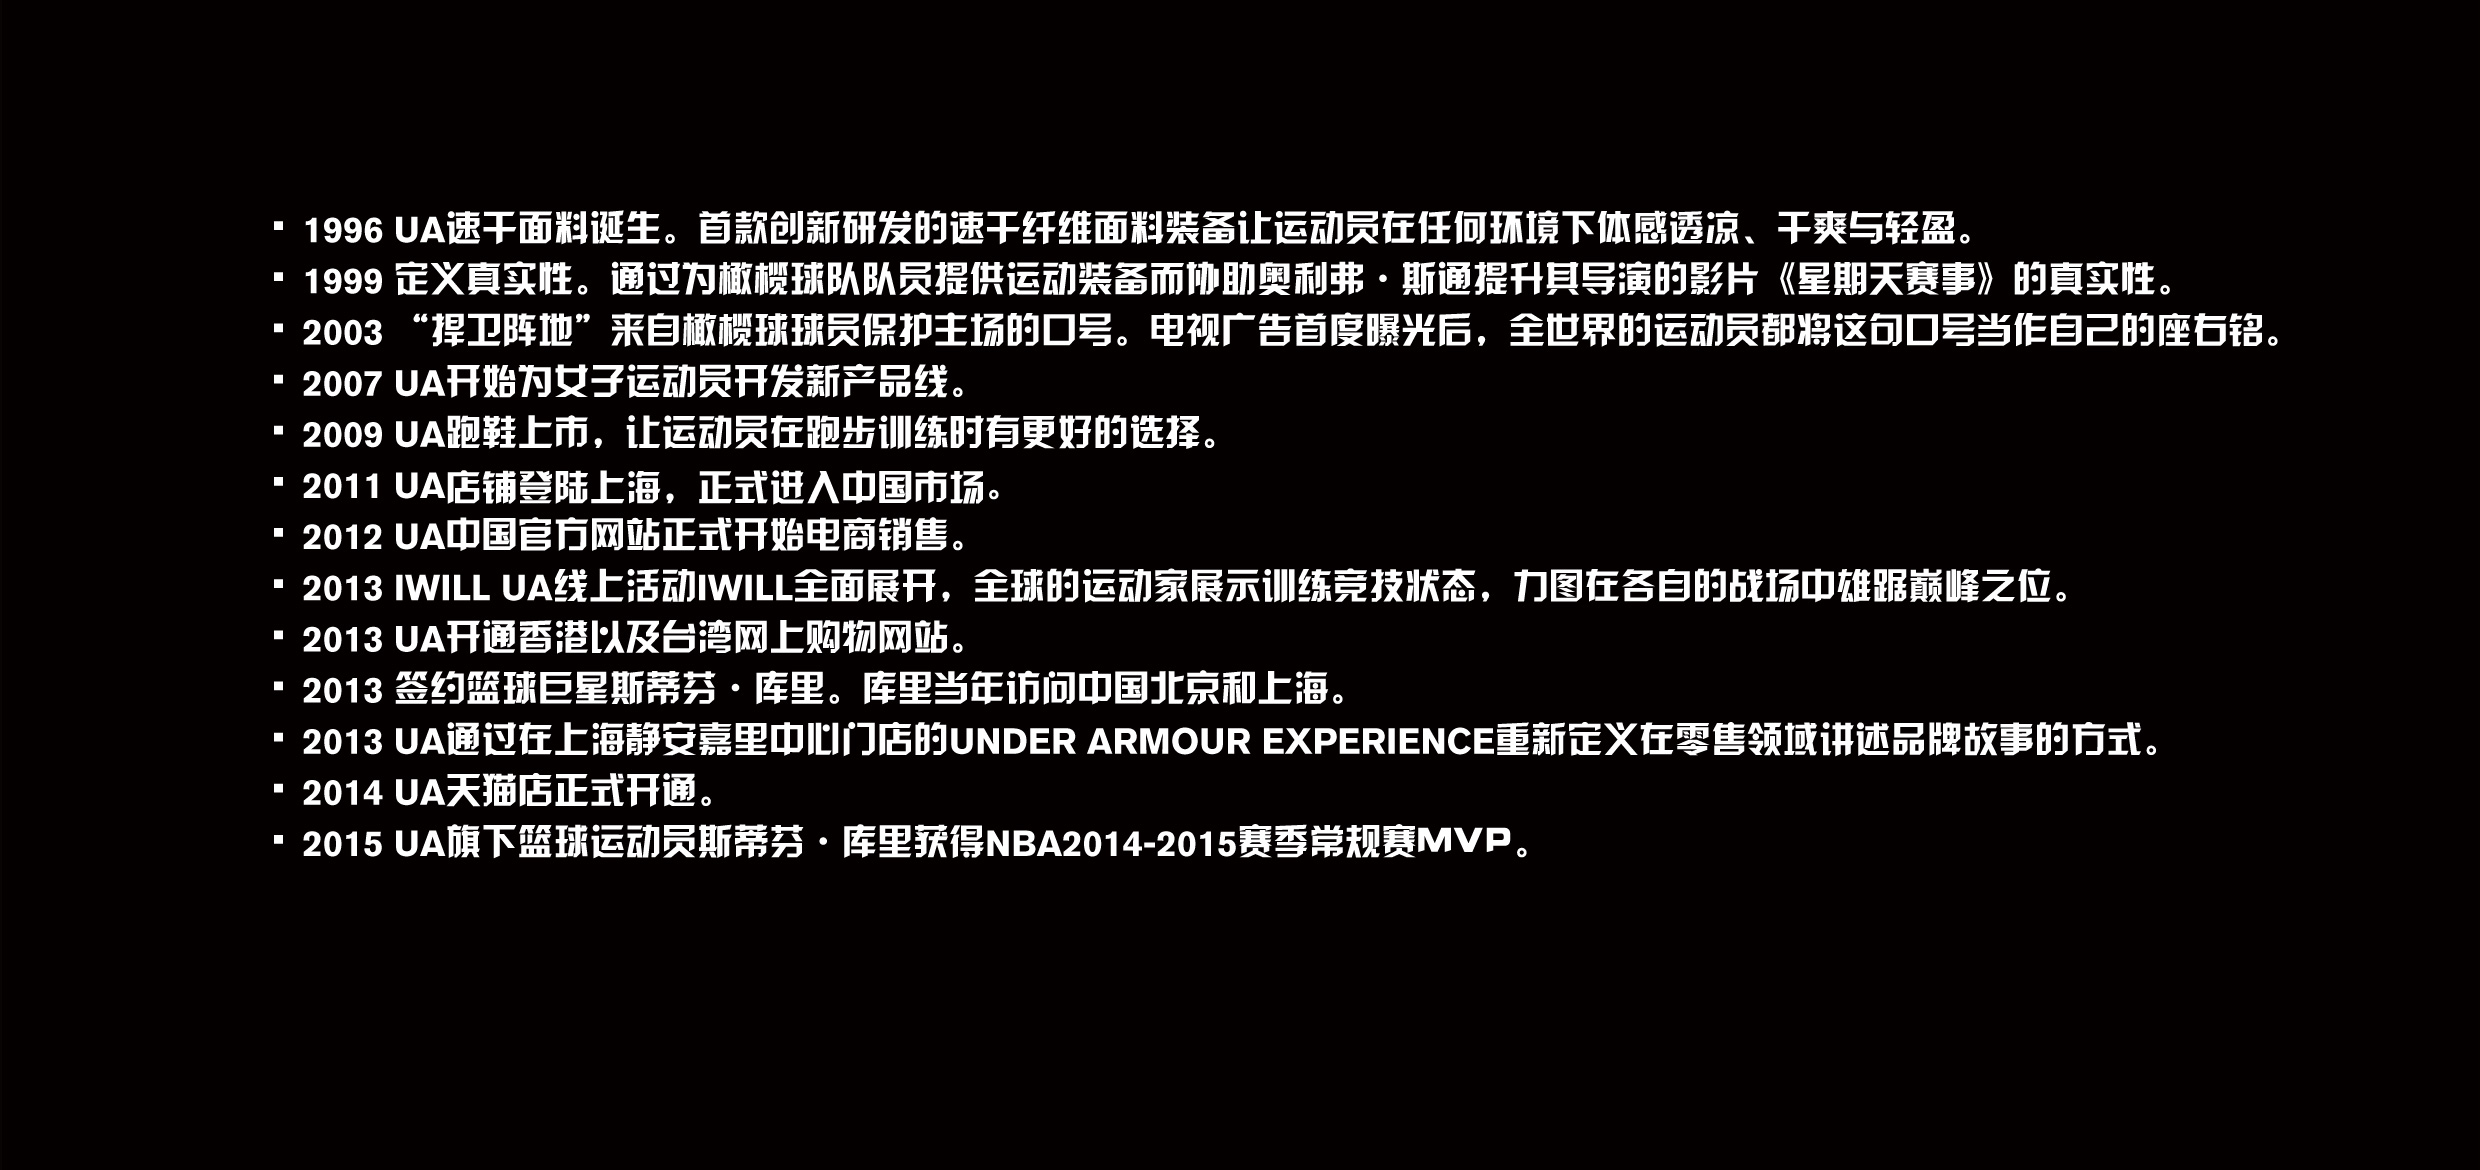 ▪ 1996 UA速干面料诞生。首款创新研发的速干纤维面料装备让运动员在任何环境下体感透凉、干爽与轻盈。
▪ 1999 定义真实性。通过为橄榄球队队员提供运动装备而协助奥利弗·斯通提升其导演的影片《星期天赛事》的真实性。
▪ 2003 “捍卫阵地”来自橄榄球球员保护主场的口号。电视广告首度曝光后，全世界的运动员都将这句口号当作自己的座右铭。
▪ 2007 UA开始为女子运动员开发新产品线。
▪ 2009 UA跑鞋上市，让运动员在跑步训练时有更好的选择。
▪ 2011 UA店铺登陆上海，正式进入中国市场。
▪ 2012 UA中国官方网站正式开始电商销售。
▪ 2013 IWILL UA线上活动IWILL全面展开，全球的运动家展示训练竞技状态，力图在各自的战场中雄踞巅峰之位。
▪ 2013 UA开通香港以及台湾网上购物网站。
▪ 2013 签约篮球巨星斯蒂芬·库里。库里当年访问中国北京和上海。
▪ 2013 UA通过在上海静安嘉里中心门店的UNDER ARMOUR EXPERIENCE重新定义在零售领域讲述品牌故事的方式。
▪ 2014 UA天猫店正式开通。
▪ 2015 UA旗下篮球运动员斯蒂芬·库里获得NBA2014-2015赛季常规赛MVP。